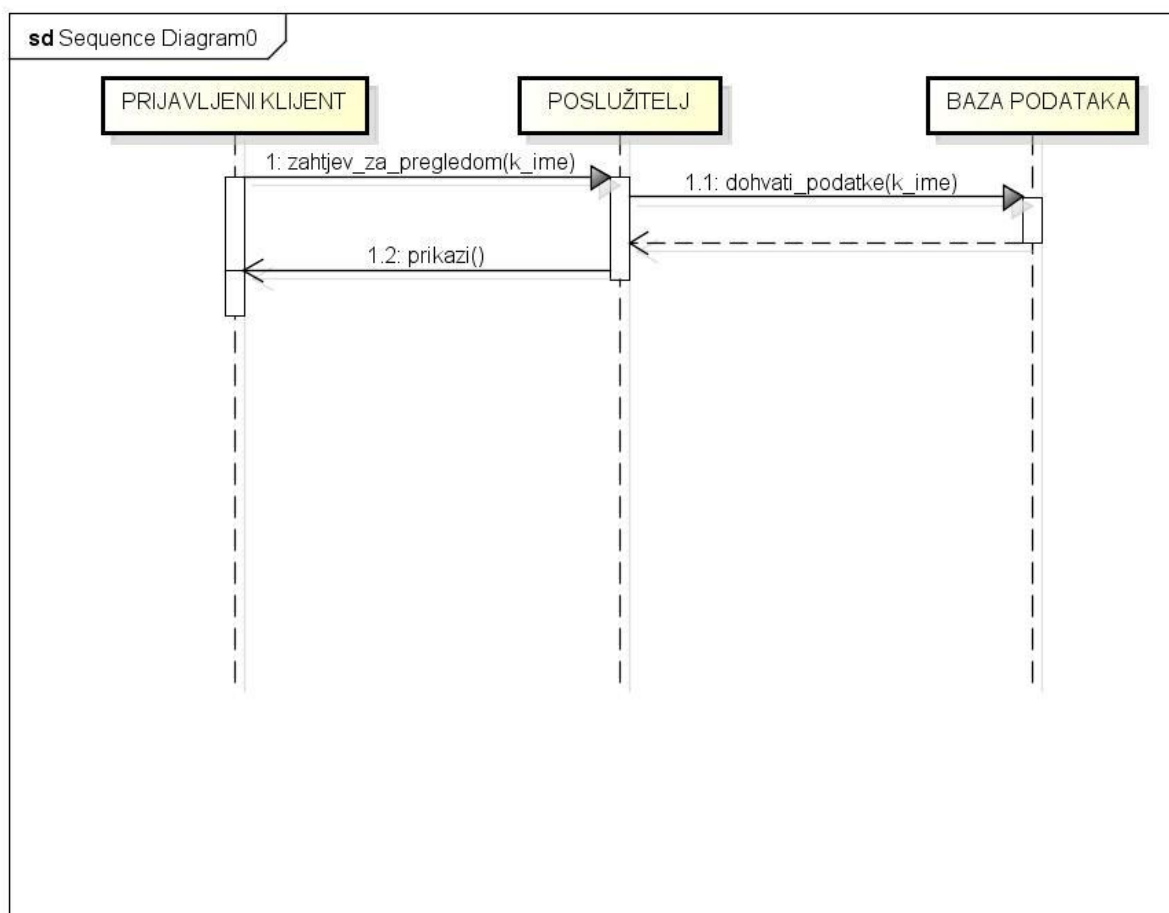 sd Sequence Diagram0
PRIJAVLJENI KLIJENT
POSLUŽITELJ
BAZA PODATAKA
1: zahtjev_za_pregledom(k_ime)
1.1: dohvati_podatke(k_ime)
1.2: prikazi()